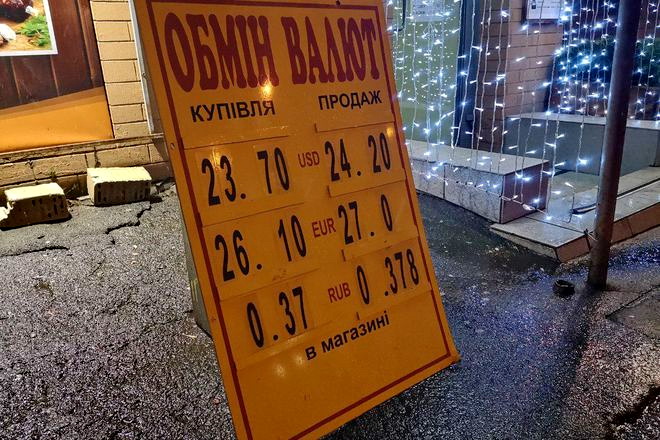 ОБМІН ВАЛЮТ
КУПІВЛЯ ПРОДАЖ
23.70 USD 24.20
26.10 EUR 27.0
0.37 RUB 0.378
в магазині